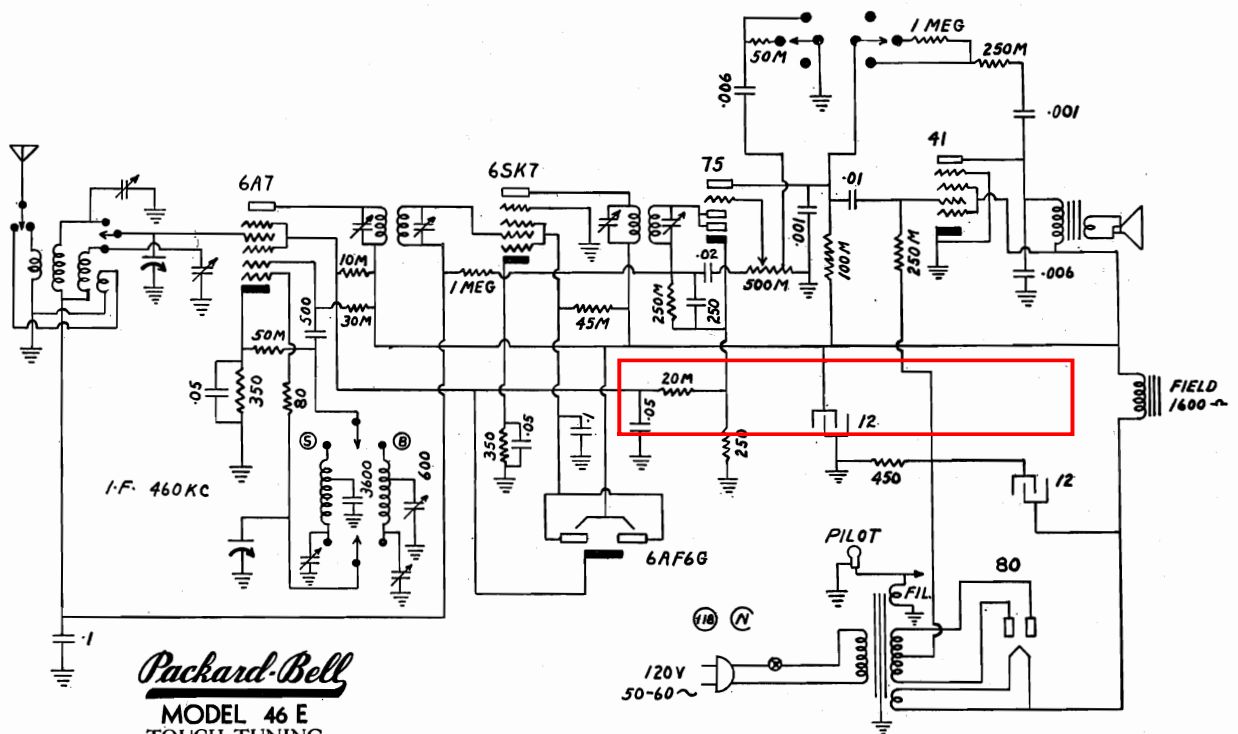 1 MEG
50M
250M
.006
.001
41
6SK7
75
6A7
.01
.001
.02
10M
1 MEG
500M
100M
250M
.006
500
30M
45M
250M
250
50M
.05
350
80
20M
.05
12
FIELD
1600 Ω
S
B
3600
600
350
.05
.1
250
450
12
I.F. 460KC
PILOT
6AF6G
80
FIL.
118
N
.1
120V
50-60 ~
Packard-Bell
MODEL 46 E
TOUCH TUNING